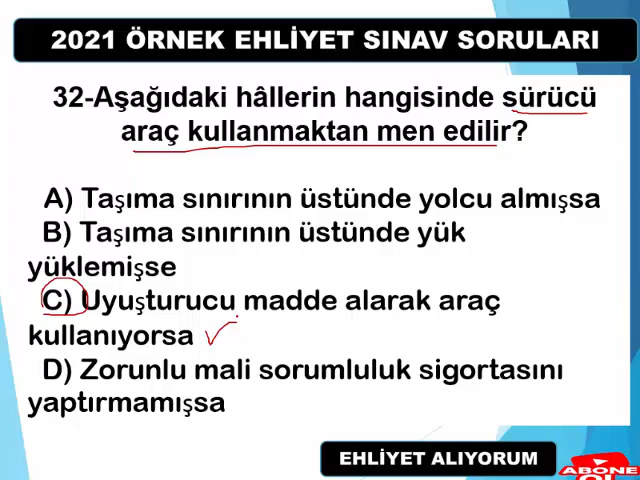 2021 ÖRNEK EHLİYET SINAV SORULARI
32-Aşağıdaki hâllerin hangisinde sürücü
araç kullanmaktan men edilir?
A) Taşıma sınırının üstünde yolcu almışsa
B) Taşıma sınırının üstünde yük
yüklemişse
C) Uyuşturucu madde alarak araç
kullanıyorsa
D) Zorunlu mali sorumluluk sigortasını
yaptırmamışsa
EHLİYET ALIYORUM
ABONE
OL